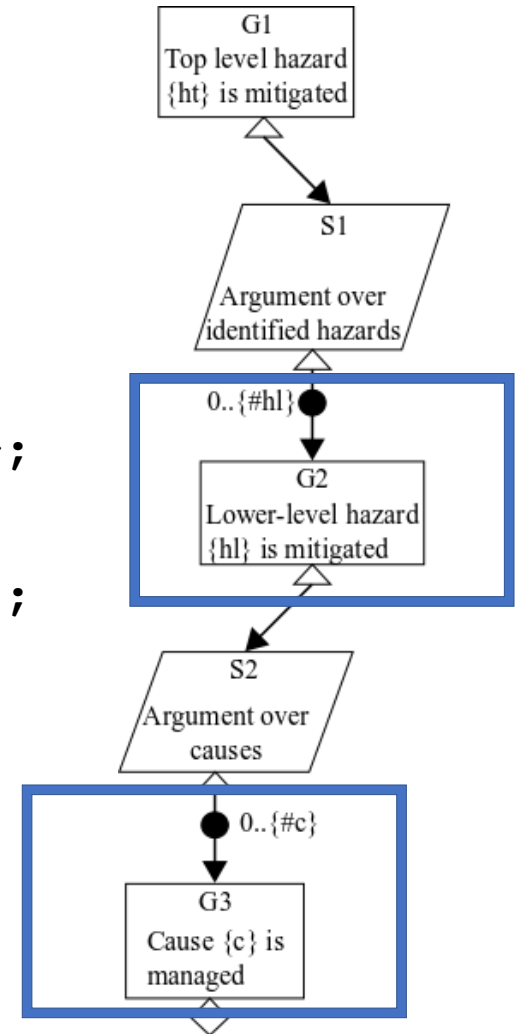 G1
Top level hazard
{ht} is mitigated
S1
Argument over
identified hazards
0..{#hl}
;
G2
Lower-level hazard
{hl} is mitigated
;
S2
Argument over
causes
0..{#c}
G3
Cause {c} is
managed